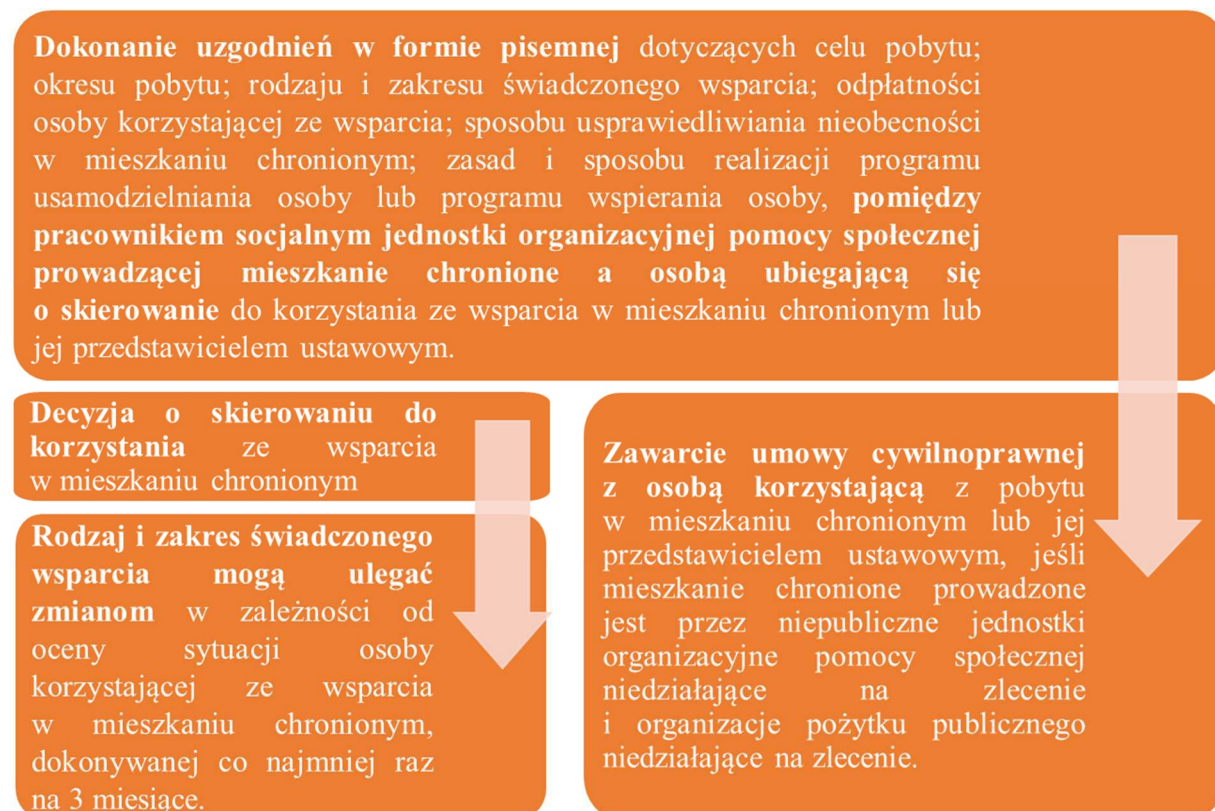 Dokonanie uzgodnień w formie pisemnej dotyczących celu pobytu;
okresu pobytu; rodzaju i zakresu świadczonego wsparcia; odpłatności
osoby korzystającej ze wsparcia; sposobu usprawiedliwiania nieobecności
w mieszkaniu chronionym; zasad i sposobu realizacji programu
usamodzielniania osoby lub programu wspierania osoby, pomiędzy
pracownikiem socjalnym jednostki organizacyjnej pomocy społecznej
prowadzącej mieszkanie chronione a osobą ubiegającą się
o skierowanie do korzystania ze wsparcia w mieszkaniu chronionym lub
jej przedstawicielem ustawowym.
Decyzja o skierowaniu do
korzystania ze wsparcia
w mieszkaniu chronionym
Rodzaj i zakres świadczonego
wsparcia mogą ulegać
zmianom w zależności od
oceny sytuacji osoby
korzystającej ze wsparcia
w mieszkaniu chronionym,
dokonywanej co najmniej raz
na 3 miesiące.
Zawarcie umowy cywilnoprawnej
z osobą korzystającą z pobytu
w mieszkaniu chronionym lub jej
przedstawicielem ustawowym, jeśli
mieszkanie chronione prowadzone
jest przez niepubliczne jednostki
organizacyjne pomocy społecznej
niedziałające na zlecenie
i organizacje pożytku publicznego
niedziałające na zlecenie.